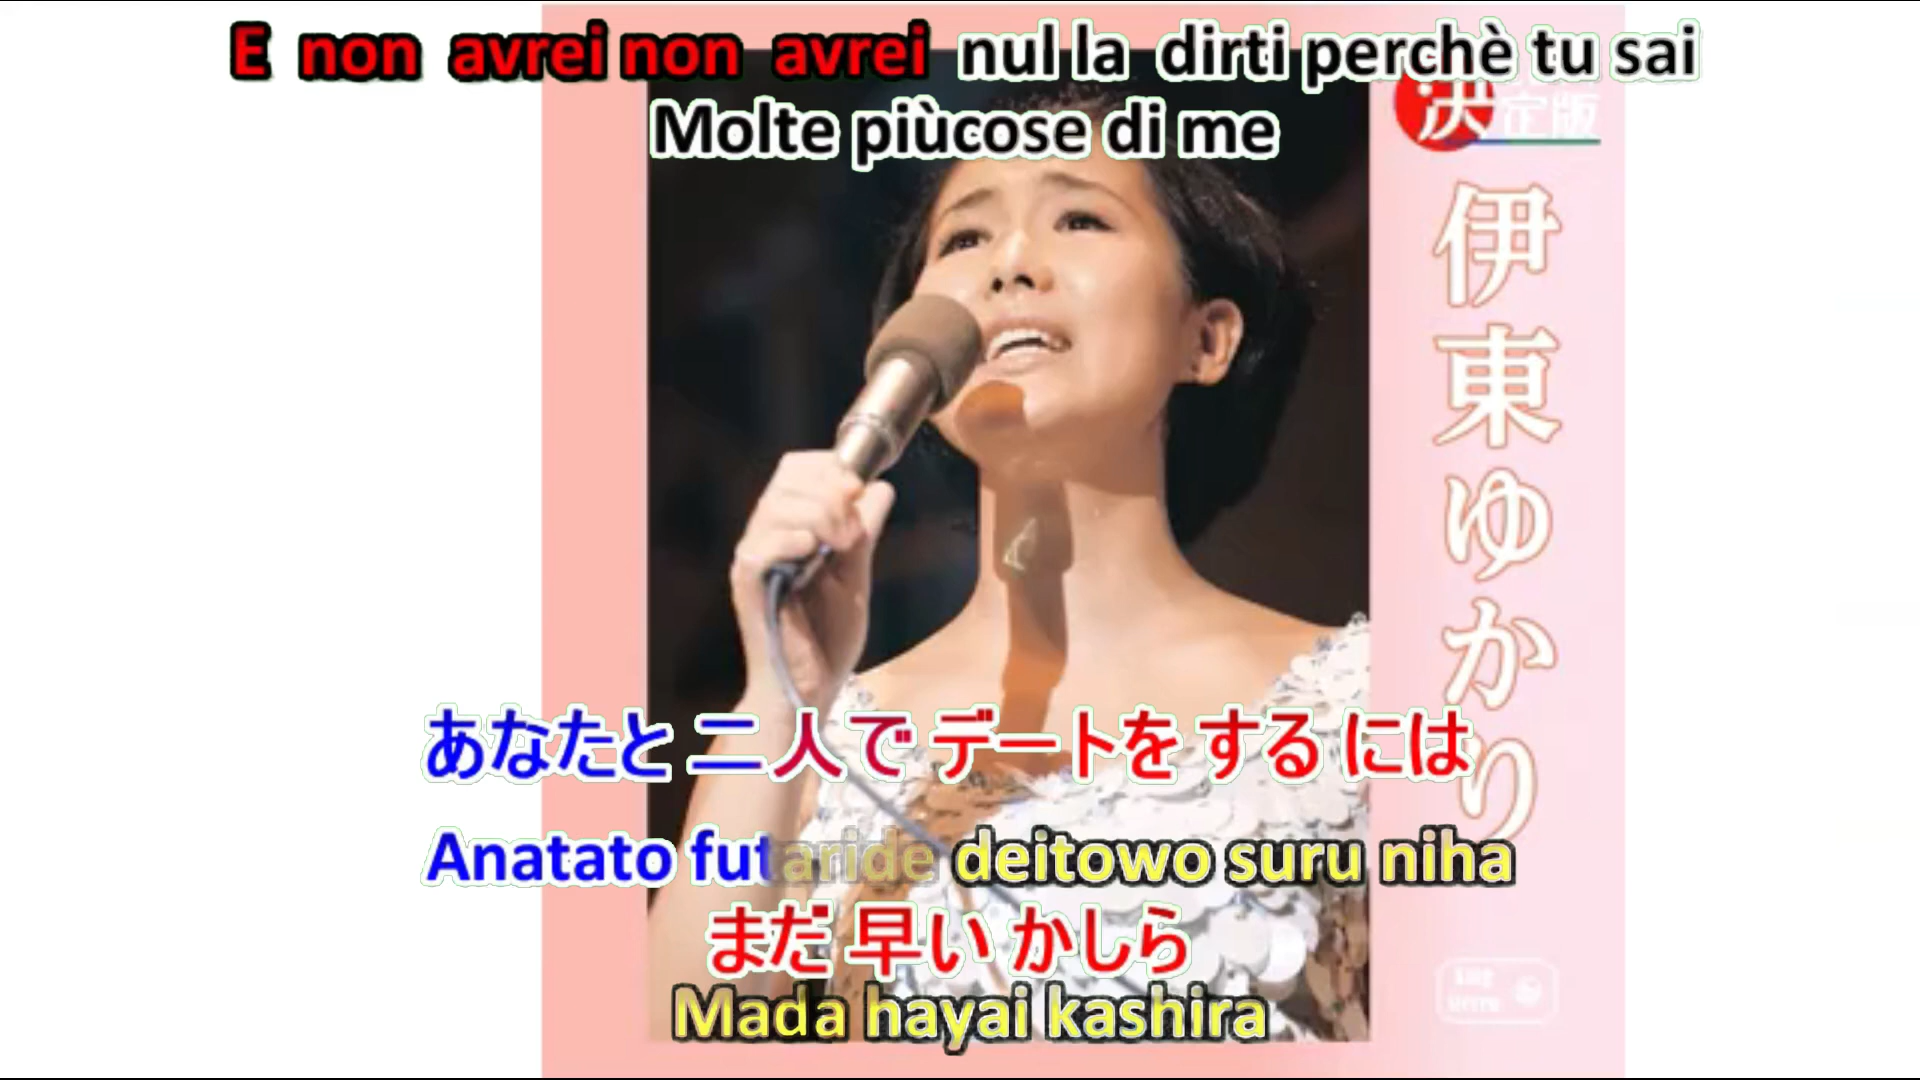 E non avrei non avrei nul la dirti perchè tu sai
Molte piùcose di me
決定版
伊東ゆかり
あなたと 二人で デートを する には
Anatato futaride deitowo suru niha
まだ 早い かしら
Mada hayai kashira